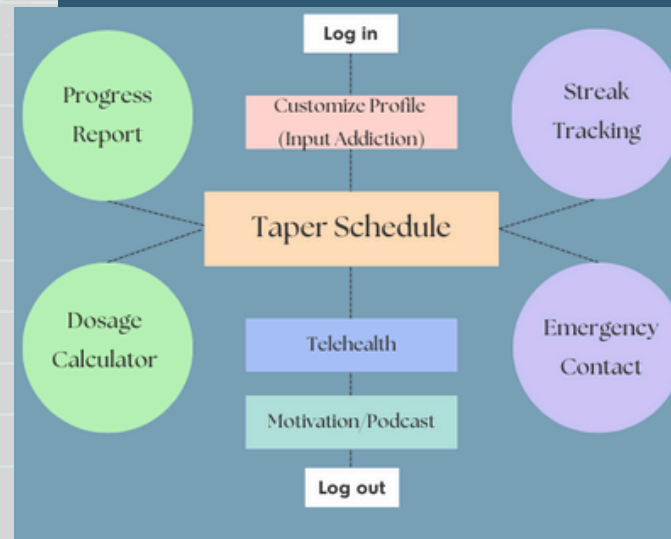 Log in
Progress
Report
Customize Profile
(Input Addiction)
Streak
Tracking
Taper Schedule
Dosage
Calculator
Telehealth
Emergency
Contact
Motivation/Podcast
Log out